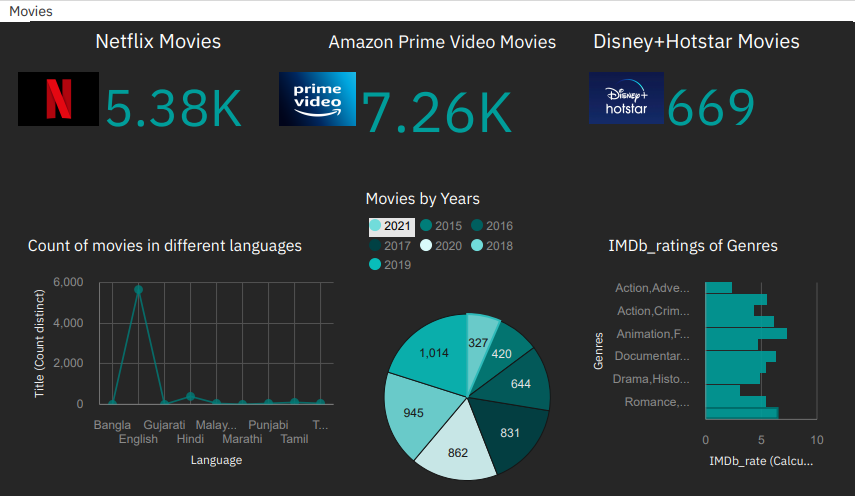 Movies
Netflix Movies
Amazon Prime Video Movies
Disney+Hotstar Movies
N
5.38K
prime
video
7.26K
Disney+
hotstar
669
Movies by Years
2021 2015 2016
2017 2020 2018
2019
Count of movies in different languages
Title (Count distinct)
6,000
4,000
2,000
0
Bangla Gujarati Malay... Punjabi T...
English Hindi Marathi Tamil
Language
327
420
644
831
862
945
1,014
IMDb_ratings of Genres
Genres
Action,Adve...
Action,Crim...
Animation,F...
Documentar...
Drama,Histo...
Romance,...
0 5 10
IMDb_rate (Calcu...